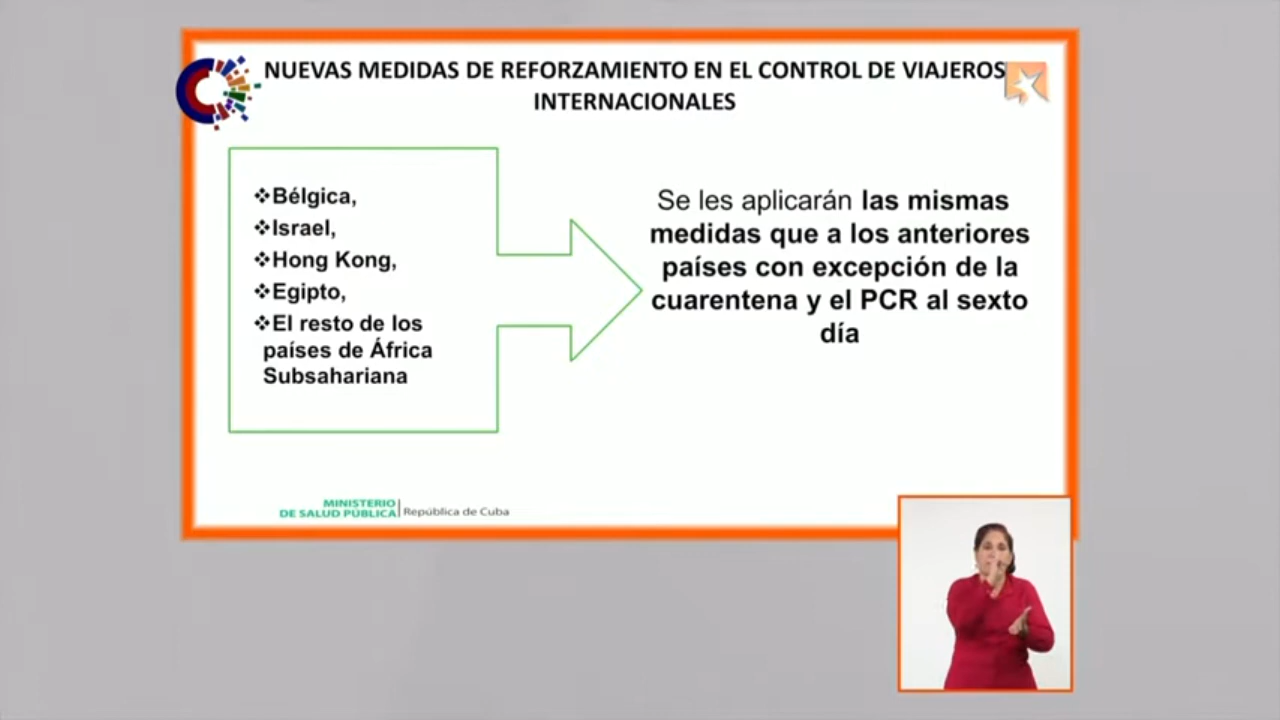 NUEVAS MEDIDAS DE REFORZAMIENTO EN EL CONTROL DE VIAJEROS
INTERNACIONALES
❖Bélgica,
❖Israel,
❖Hong Kong,
❖Egipto,
❖El resto de los
países de África
Subsahariana
Se les aplicarán las mismas
medidas que a los anteriores
países con excepción de la
cuarentena y el PCR al sexto
día
MINISTERIO
DE SALUD PÚBLICA República de Cuba